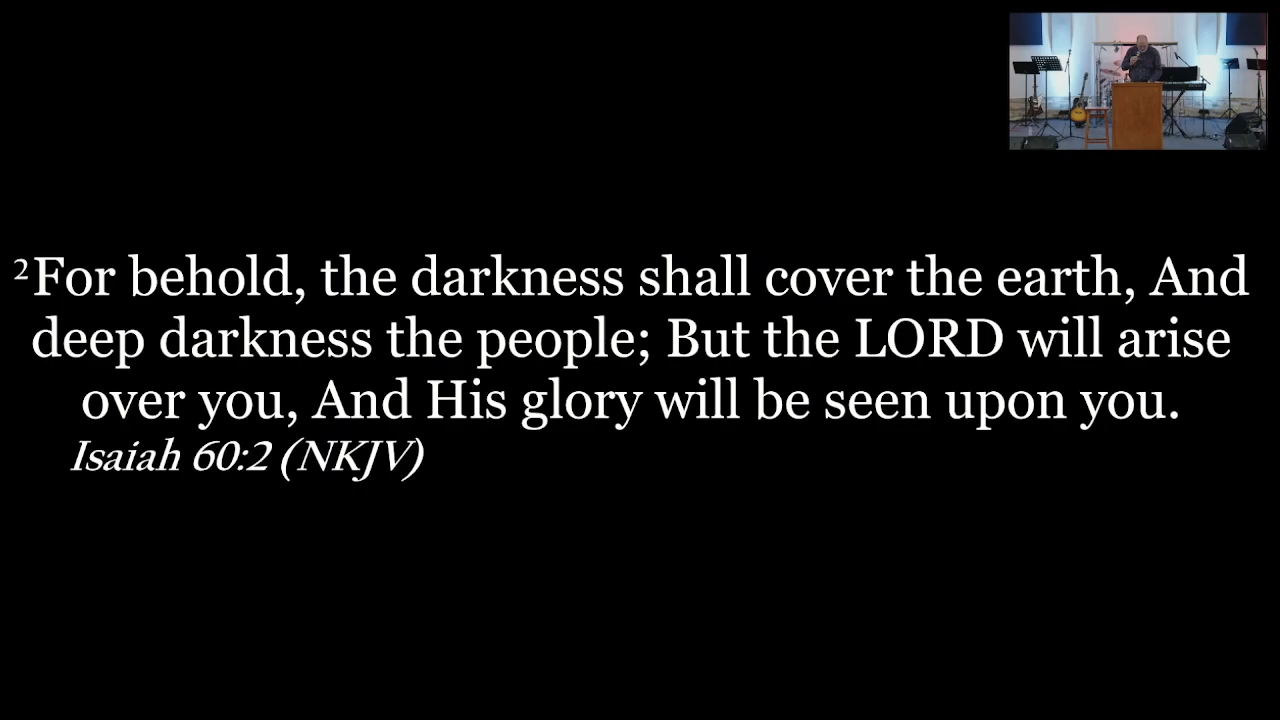 ²For behold, the darkness shall cover the earth, And
deep darkness the people; But the LORD will arise
over you, And His glory will be seen upon you.
Isaiah 60:2 (NKJV)